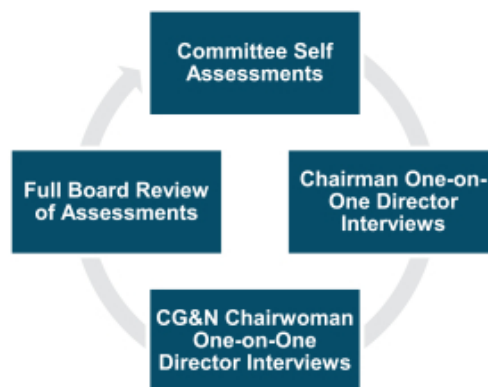 Committee Self
Assessments
Chairman One-on-
One Director
Interviews
CG&N Chairwoman
One-on-One
Director Interviews
Full Board Review
of Assessments